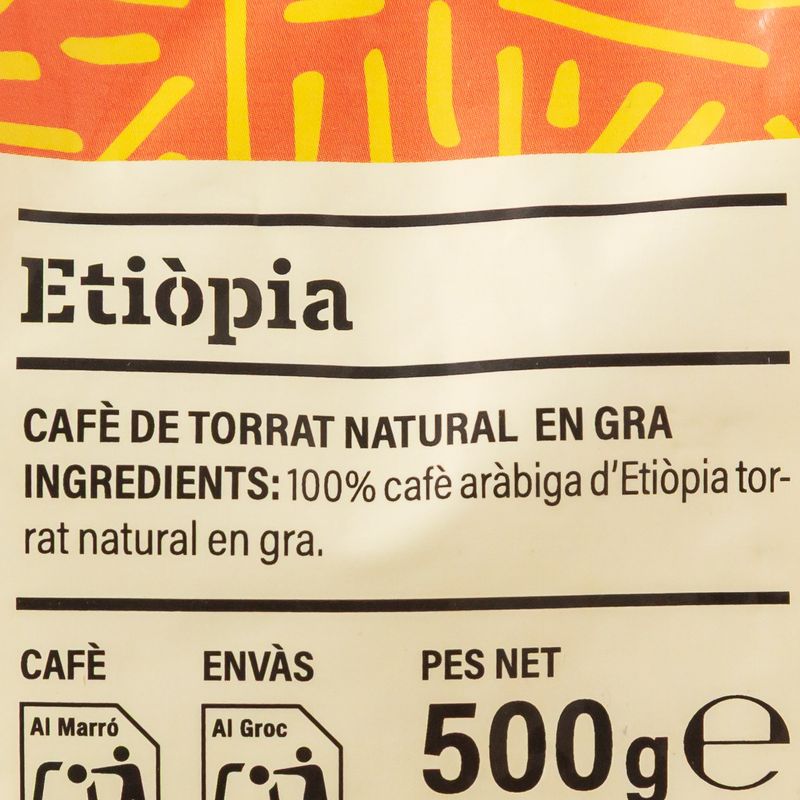 Etiòpia
CAFÈ DE TORRAT NATURAL EN GRA
INGREDIENTS: 100% cafè aràbiga d'Etiòpia tor-
rat natural en gra.
CAFÈ ENVÀS PES NET
Al Marró Al Groc 500g e